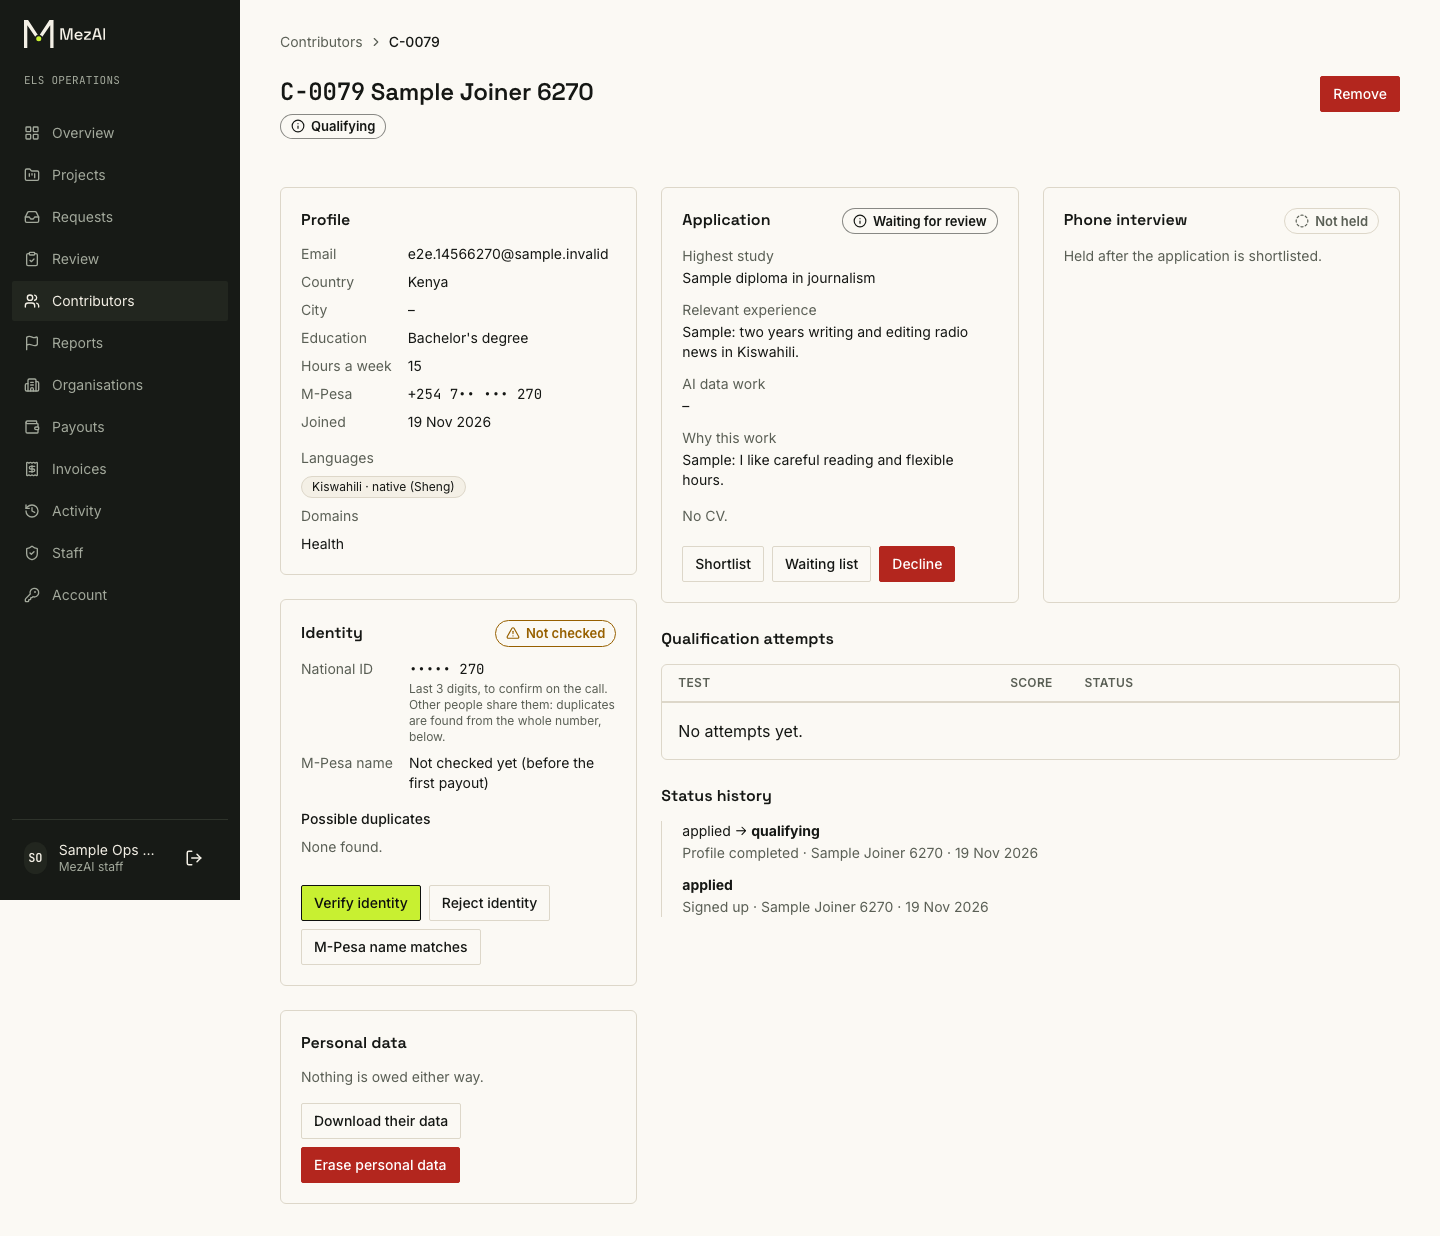 MezAI
ELS OPERATIONS
Overview
Projects
Requests
Review
Contributors
Reports
Organisations
Payouts
Invoices
Activity
Staff
Account
SO
Sample Ops ...
MezAI staff
Contributors > C-0079
C-0079 Sample Joiner 6270
Qualifying
Remove
Profile
Email e2e.14566270@sample.invalid
Country Kenya
City –
Education Bachelor's degree
Hours a week 15
M-Pesa +254 7•• ••• 270
Joined 19 Nov 2026
Languages
Kiswahili · native (Sheng)
Domains
Health
Identity
Not checked
National ID ••••• 270
Last 3 digits, to confirm on the call.
Other people share them: duplicates
are found from the whole number,
below.
M-Pesa name Not checked yet (before the
first payout)
Possible duplicates
None found.
Verify identity
Reject identity
M-Pesa name matches
Personal data
Nothing is owed either way.
Download their data
Erase personal data
Application
Waiting for review
Highest study
Sample diploma in journalism
Relevant experience
Sample: two years writing and editing radio
news in Kiswahili.
AI data work
–
Why this work
Sample: I like careful reading and flexible
hours.
No CV.
Shortlist
Waiting list
Decline
Phone interview
Not held
Held after the application is shortlisted.
Qualification attempts
TEST SCORE STATUS
No attempts yet.
Status history
applied → qualifying
Profile completed · Sample Joiner 6270 · 19 Nov 2026
applied
Signed up · Sample Joiner 6270 · 19 Nov 2026